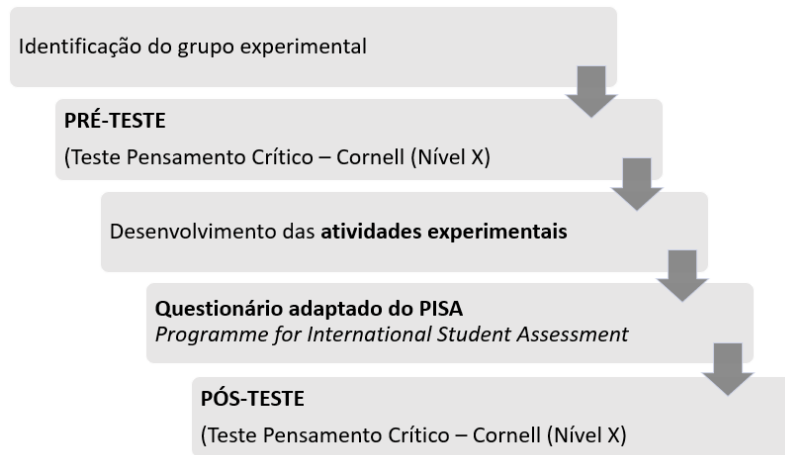 Identificação do grupo experimental
PRÉ-TESTE
(Teste Pensamento Crítico – Cornell (Nível X)
Desenvolvimento das atividades experimentais
Questionário adaptado do PISA
Programme for International Student Assessment
PÓS-TESTE
(Teste Pensamento Crítico – Cornell (Nível X)